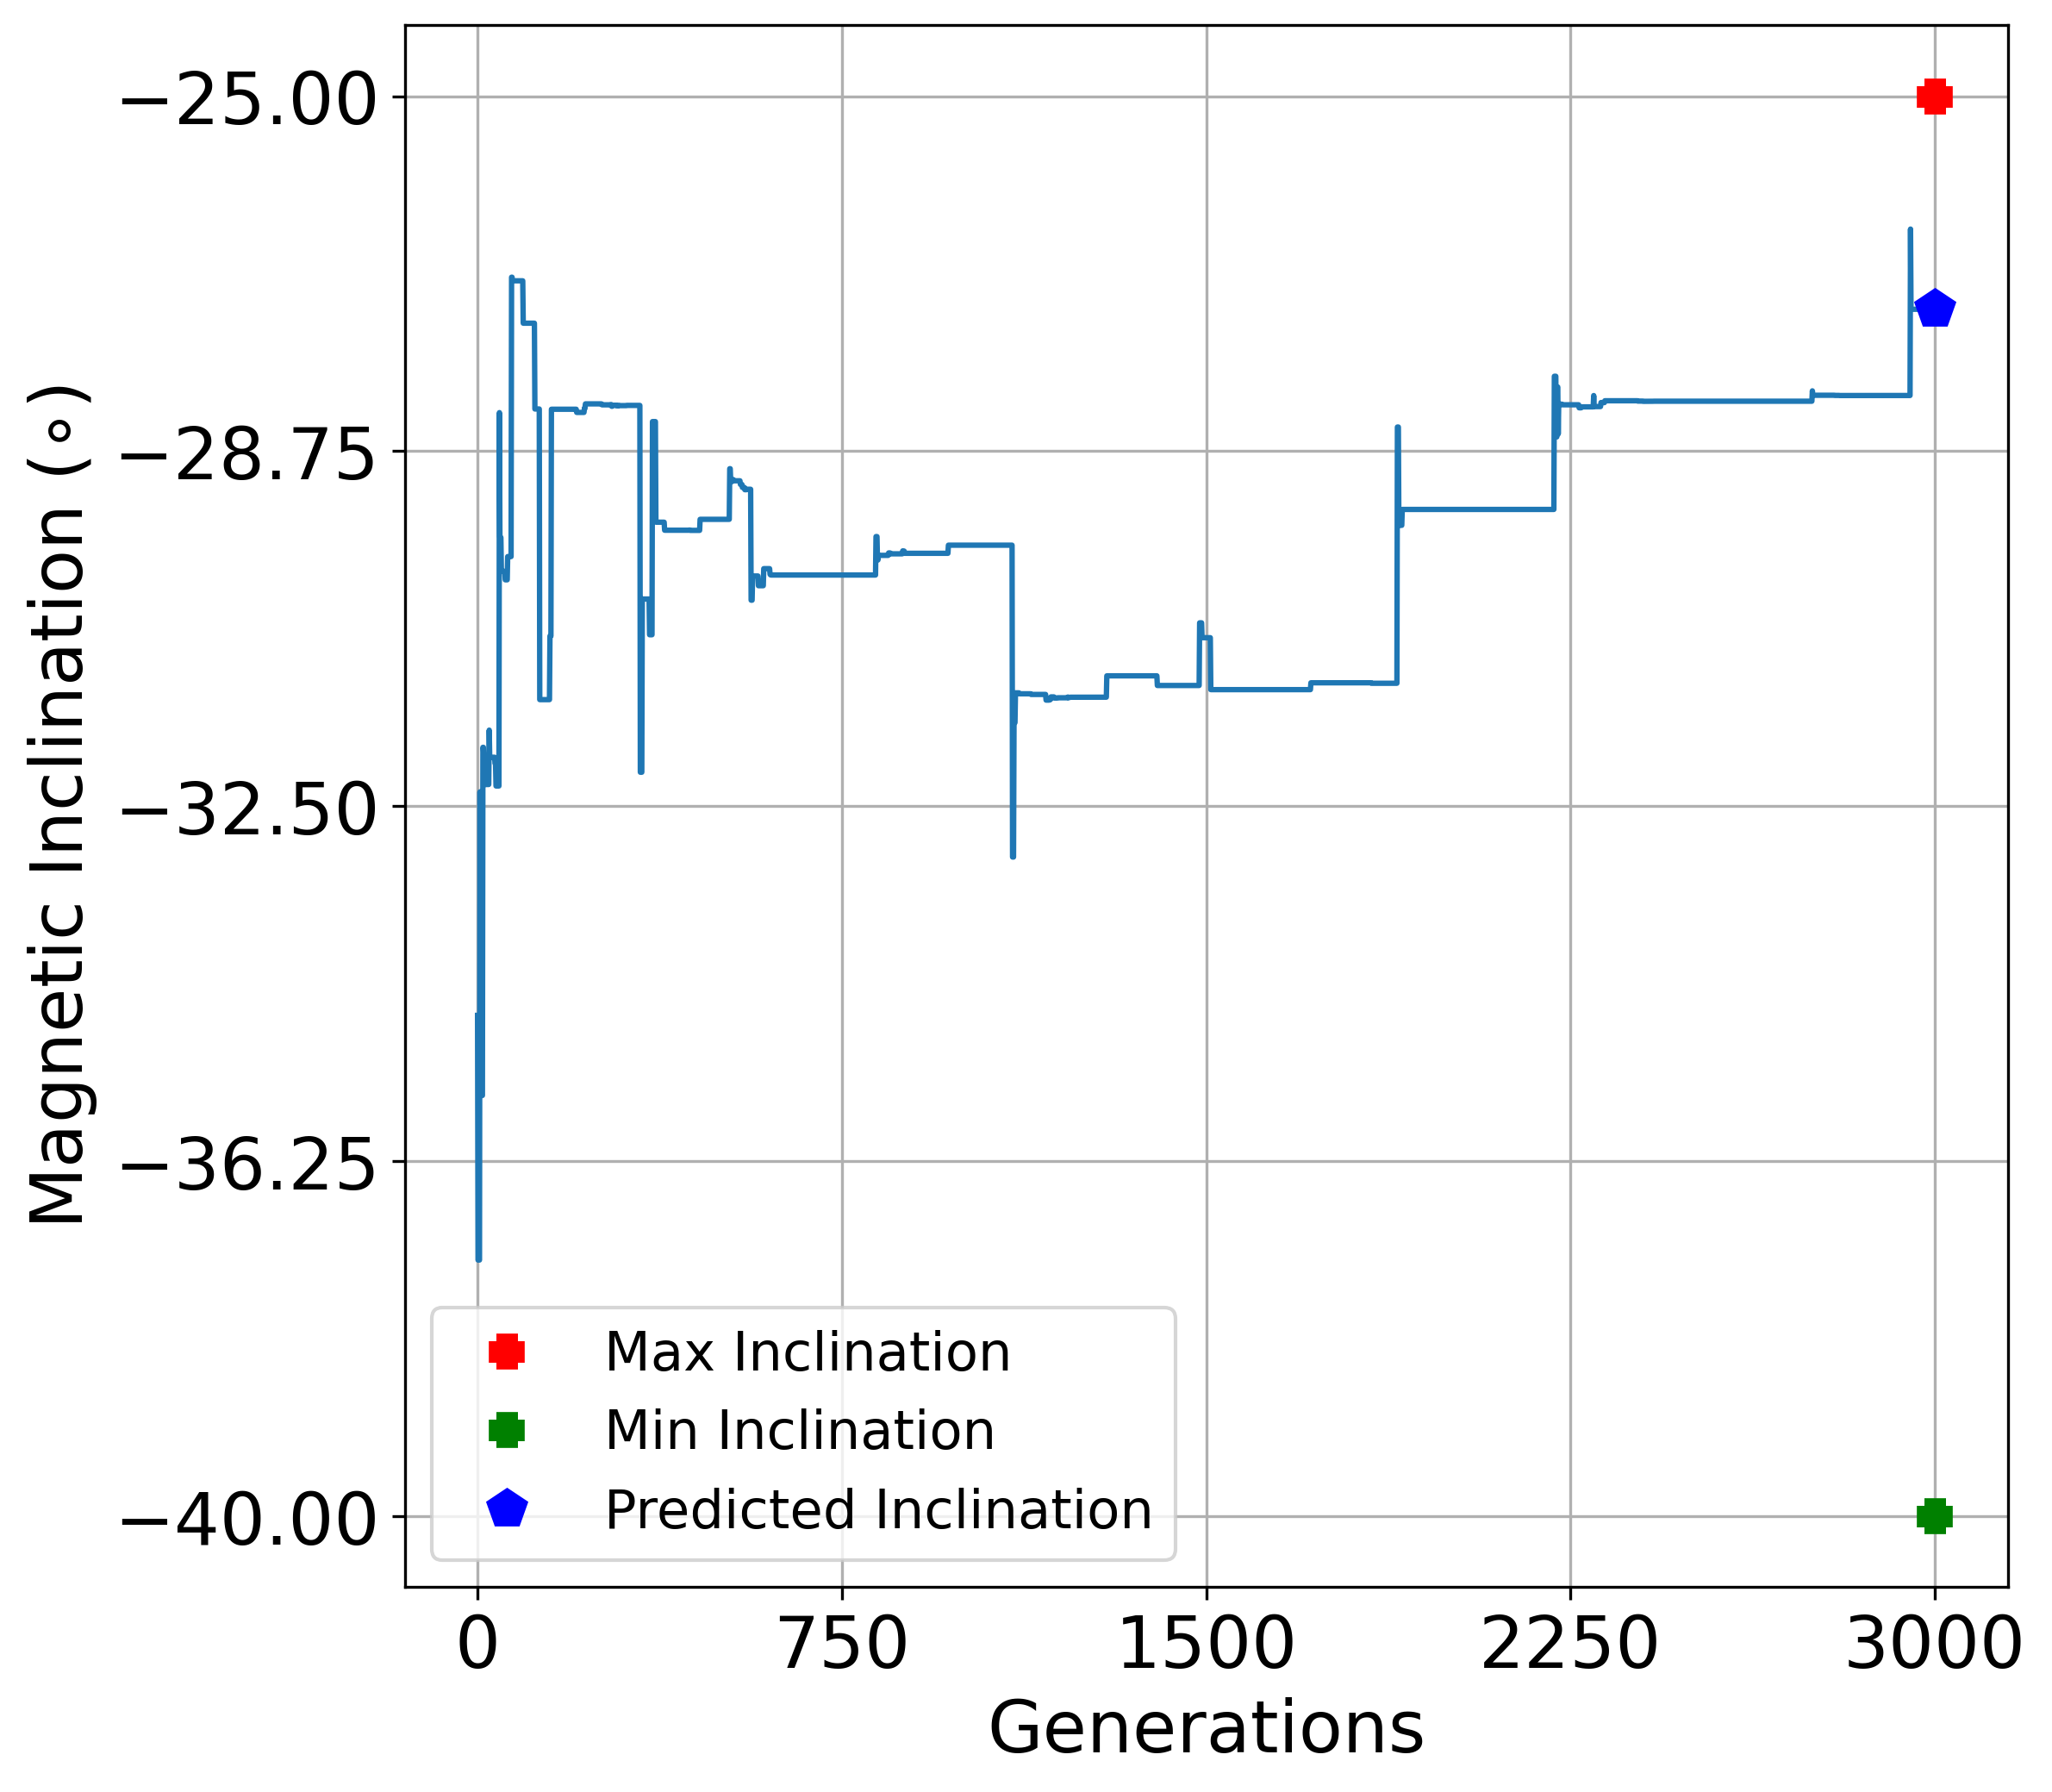 Magnetic Inclination (∘)
−25.00
−28.75
−32.50
−36.25
−40.00
Max Inclination
Min Inclination
Predicted Inclination
0 750 1500 2250 3000
Generations